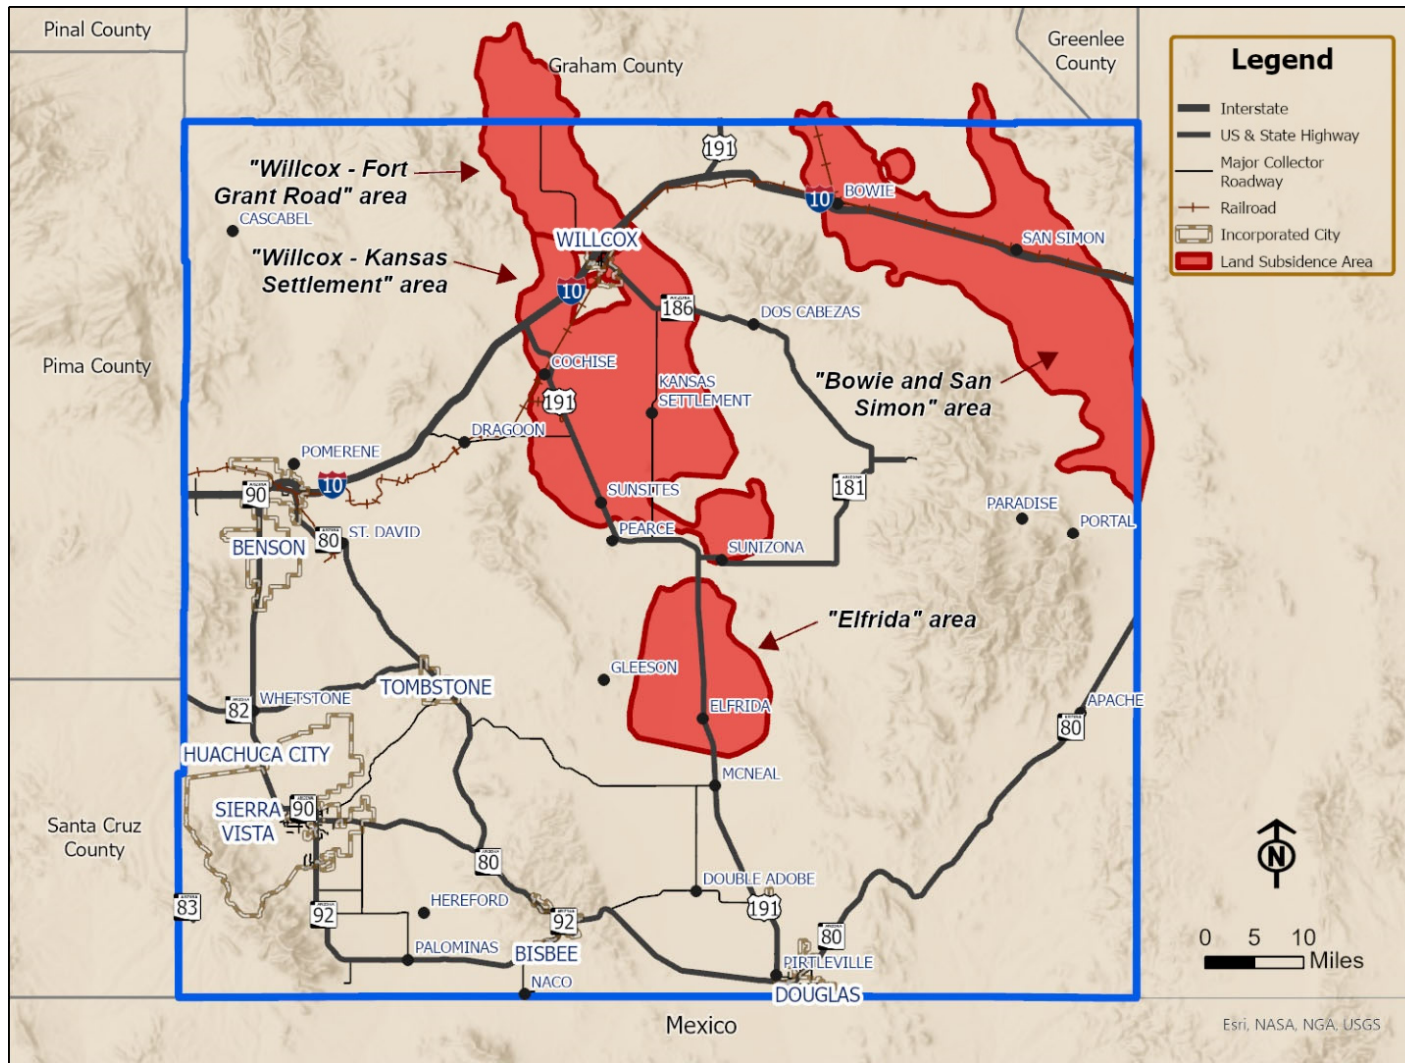 Pinal County
Graham County
Greenlee
County
Legend
Interstate
US & State Highway
Major Collector
Roadway
Railroad
Incorporated City
Land Subsidence Area
191
"Willcox - Fort
Grant Road" area
CASCABEL
10
BOWIE
WILLCOX
SAN SIMON
"Willcox - Kansas
Settlement" area
10
186
DOS CABEZAS
Pima County
COCHISE
KANSAS
SETTLEMENT
"Bowie and San
Simon" area
191
DRAGOON
POMERENE
10
90
181
SUNSITES
PARADISE
PORTAL
PEARCE
SUNIZONA
80
ST. DAVID
BENSON
"Elfrida" area
GLEESON
TOMBSTONE
WHETSTONE
82
ELFRIDA
APACHE
80
HUACHUCA CITY
MCNEAL
SIERRA
VISTA
90
Santa Cruz
County
80
DOUBLE ADOBE
83
HEREFORD
92
92
191
80
PALOMINAS
BISBEE
PIRTLEVILLE
NACO
DOUGLAS
N
0 5 10
Miles
Mexico
Esri, NASA, NGA, USGS